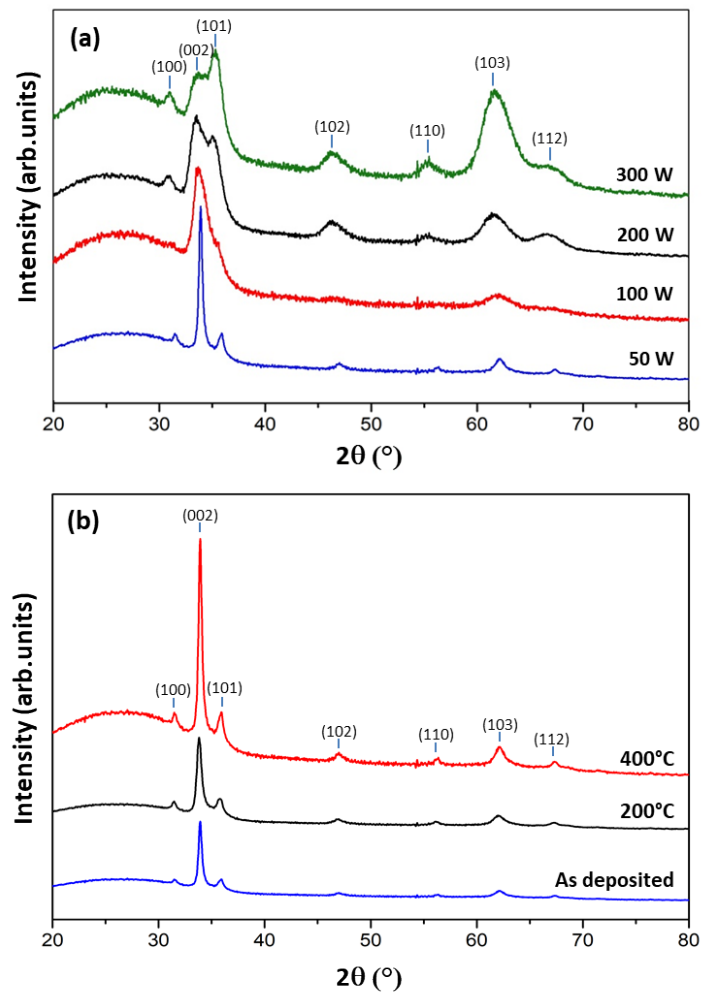 (a)
(101)
(002)
(100)
(103)
(102)
(110)
(112)
300 W
200 W
100 W
50 W
Intensity (arb.units)
20 30 40 50 60 70 80
2θ (°)
(b)
(002)
(100)
(101)
(102)
(110)
(103)
(112)
400°C
200°C
As deposited
Intensity (arb.units)
20 30 40 50 60 70 80
2θ (°)